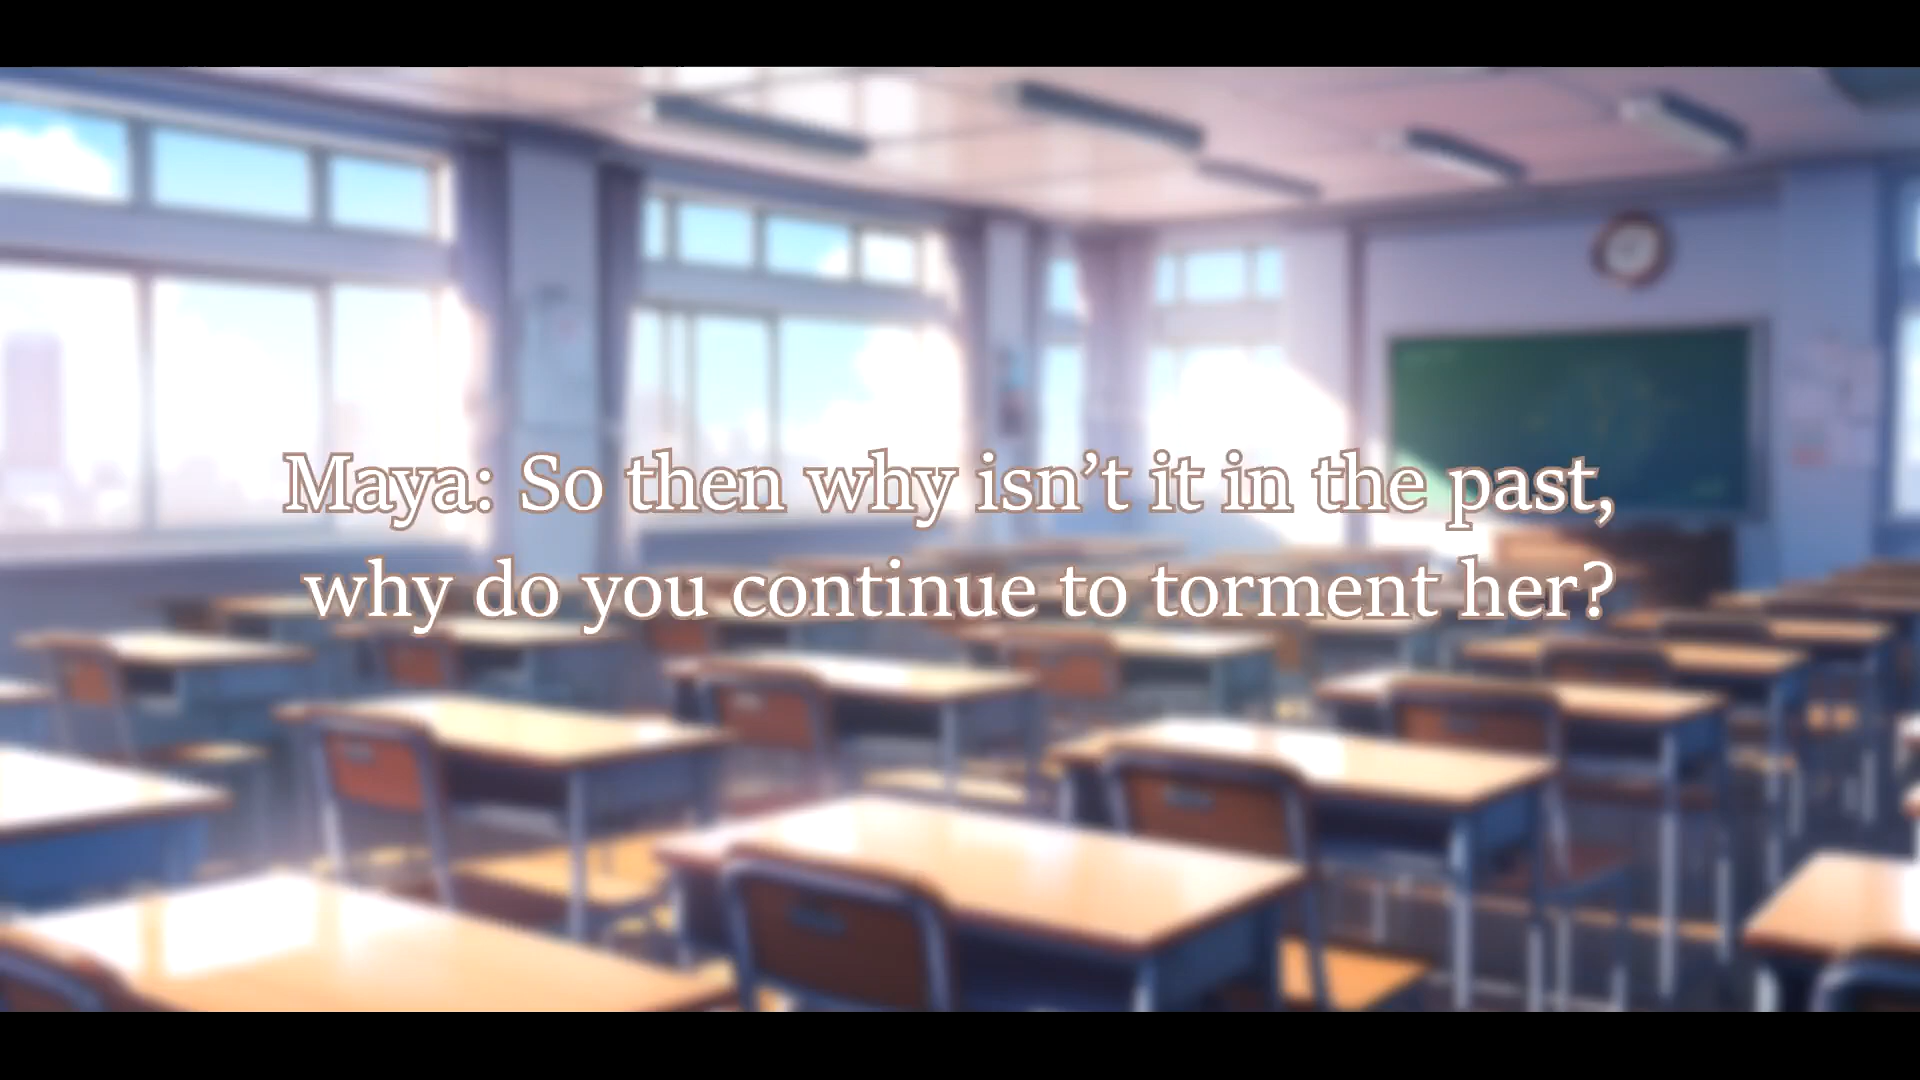 Maya: So then why isn’t it in the past,
why do you continue to torment her?